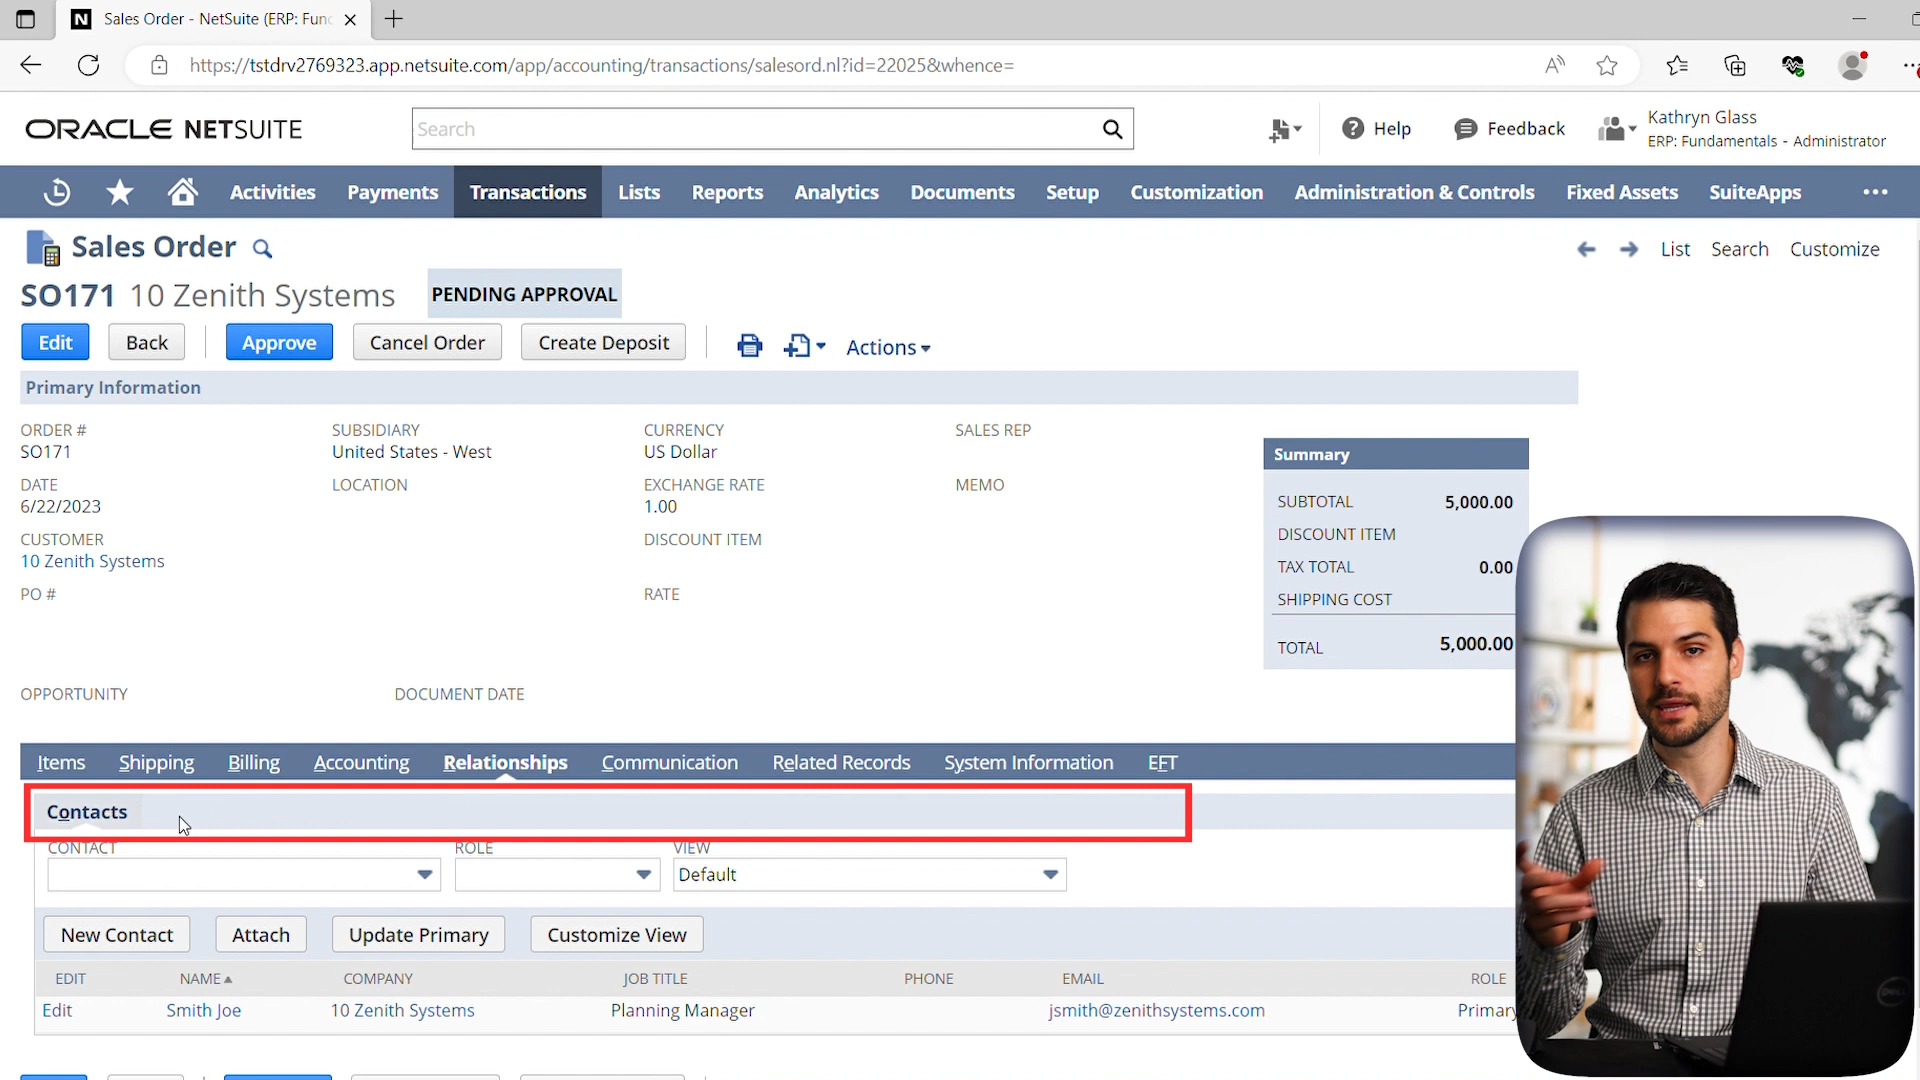 Sales Order - NetSuite (ERP: Fun
https://tstdrv2769323.app.netsuite.com/app/accounting/transactions/salesord.nl?id=22025&whence=
ORACLE NETSUITE
Search
Help
Feedback
Kathryn Glass
ERP: Fundamentals - Administrator
Activities Payments Transactions Lists Reports Analytics Documents Setup Customization Administration & Controls Fixed Assets SuiteApps
Sales Order
List Search Customize
SO171 10 Zenith Systems PENDING APPROVAL
Edit Back Approve Cancel Order Create Deposit Actions
Primary Information
ORDER #
SO171
DATE
6/22/2023
CUSTOMER
10 Zenith Systems
PO #
SUBSIDIARY
United States - West
LOCATION
CURRENCY
US Dollar
EXCHANGE RATE
1.00
DISCOUNT ITEM
RATE
SALES REP
MEMO
Summary
SUBTOTAL 5,000.00
DISCOUNT ITEM
TAX TOTAL 0.00
SHIPPING COST
TOTAL 5,000.00
OPPORTUNITY DOCUMENT DATE
Items Shipping Billing Accounting Relationships Communication Related Records System Information EFT
Contacts
CONTACT ROLE VIEW
Default
New Contact Attach Update Primary Customize View
EDIT NAME COMPANY JOB TITLE PHONE EMAIL ROLE
Edit Smith Joe 10 Zenith Systems Planning Manager jsmith@zenithsystems.com Primary
DELL